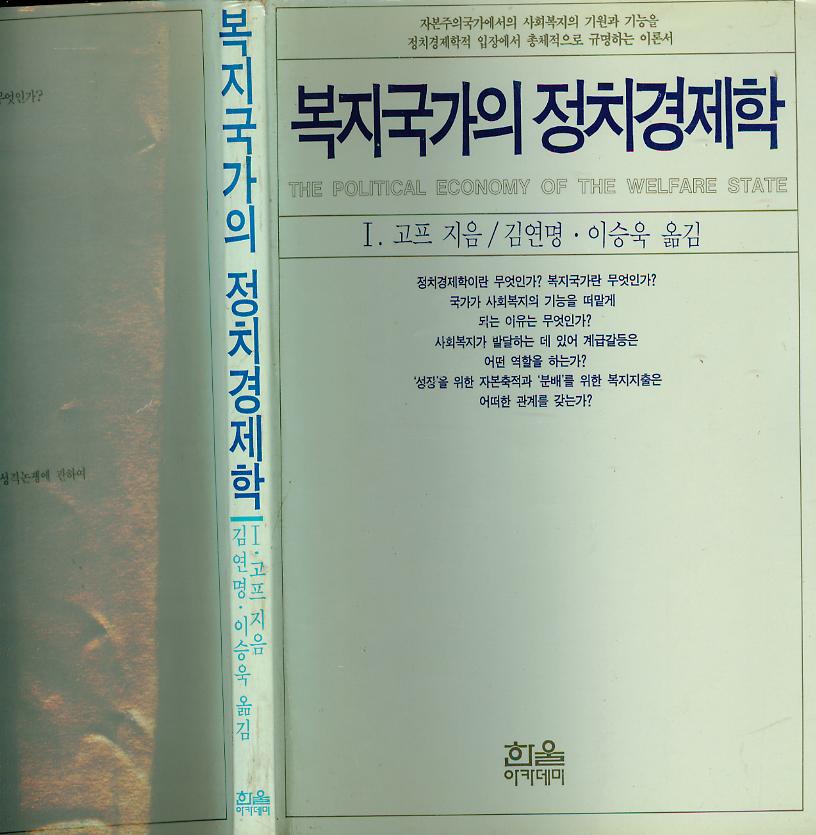 자본주의국가에서의 사회복지의 기원과 기능을
정치경제학적 입장에서 총체적으로 규명하는 이론서
복지국가의 정치경제학
THE POLITICAL ECONOMY OF THE WELFARE STATE
I. 고프 지음 / 김연명 · 이승욱 옮김
정치경제학이란 무엇인가? 복지국가란 무엇인가?
국가가 사회복지의 기능을 떠맡게
되는 이유는 무엇인가?
사회복지가 발달하는 데 있어 계급갈등은
어떤 역할을 하는가?
'성장'을 위한 자본축적과 '분배'를 위한 복지지출은
어떠한 관계를 갖는가?
한울
아카데미
복지국가의 정치경제학
I · 고프 지음
김연명 · 이승욱 옮김
한울
아카데미
무엇인가?
관하여